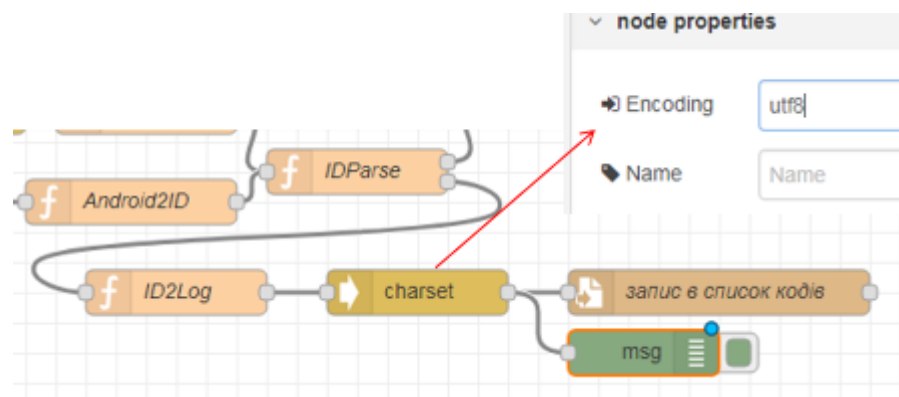 node properties
Encoding
utf8
Name
Name
IDParse
Android2ID
ID2Log
charset
запис в список кодів
msg